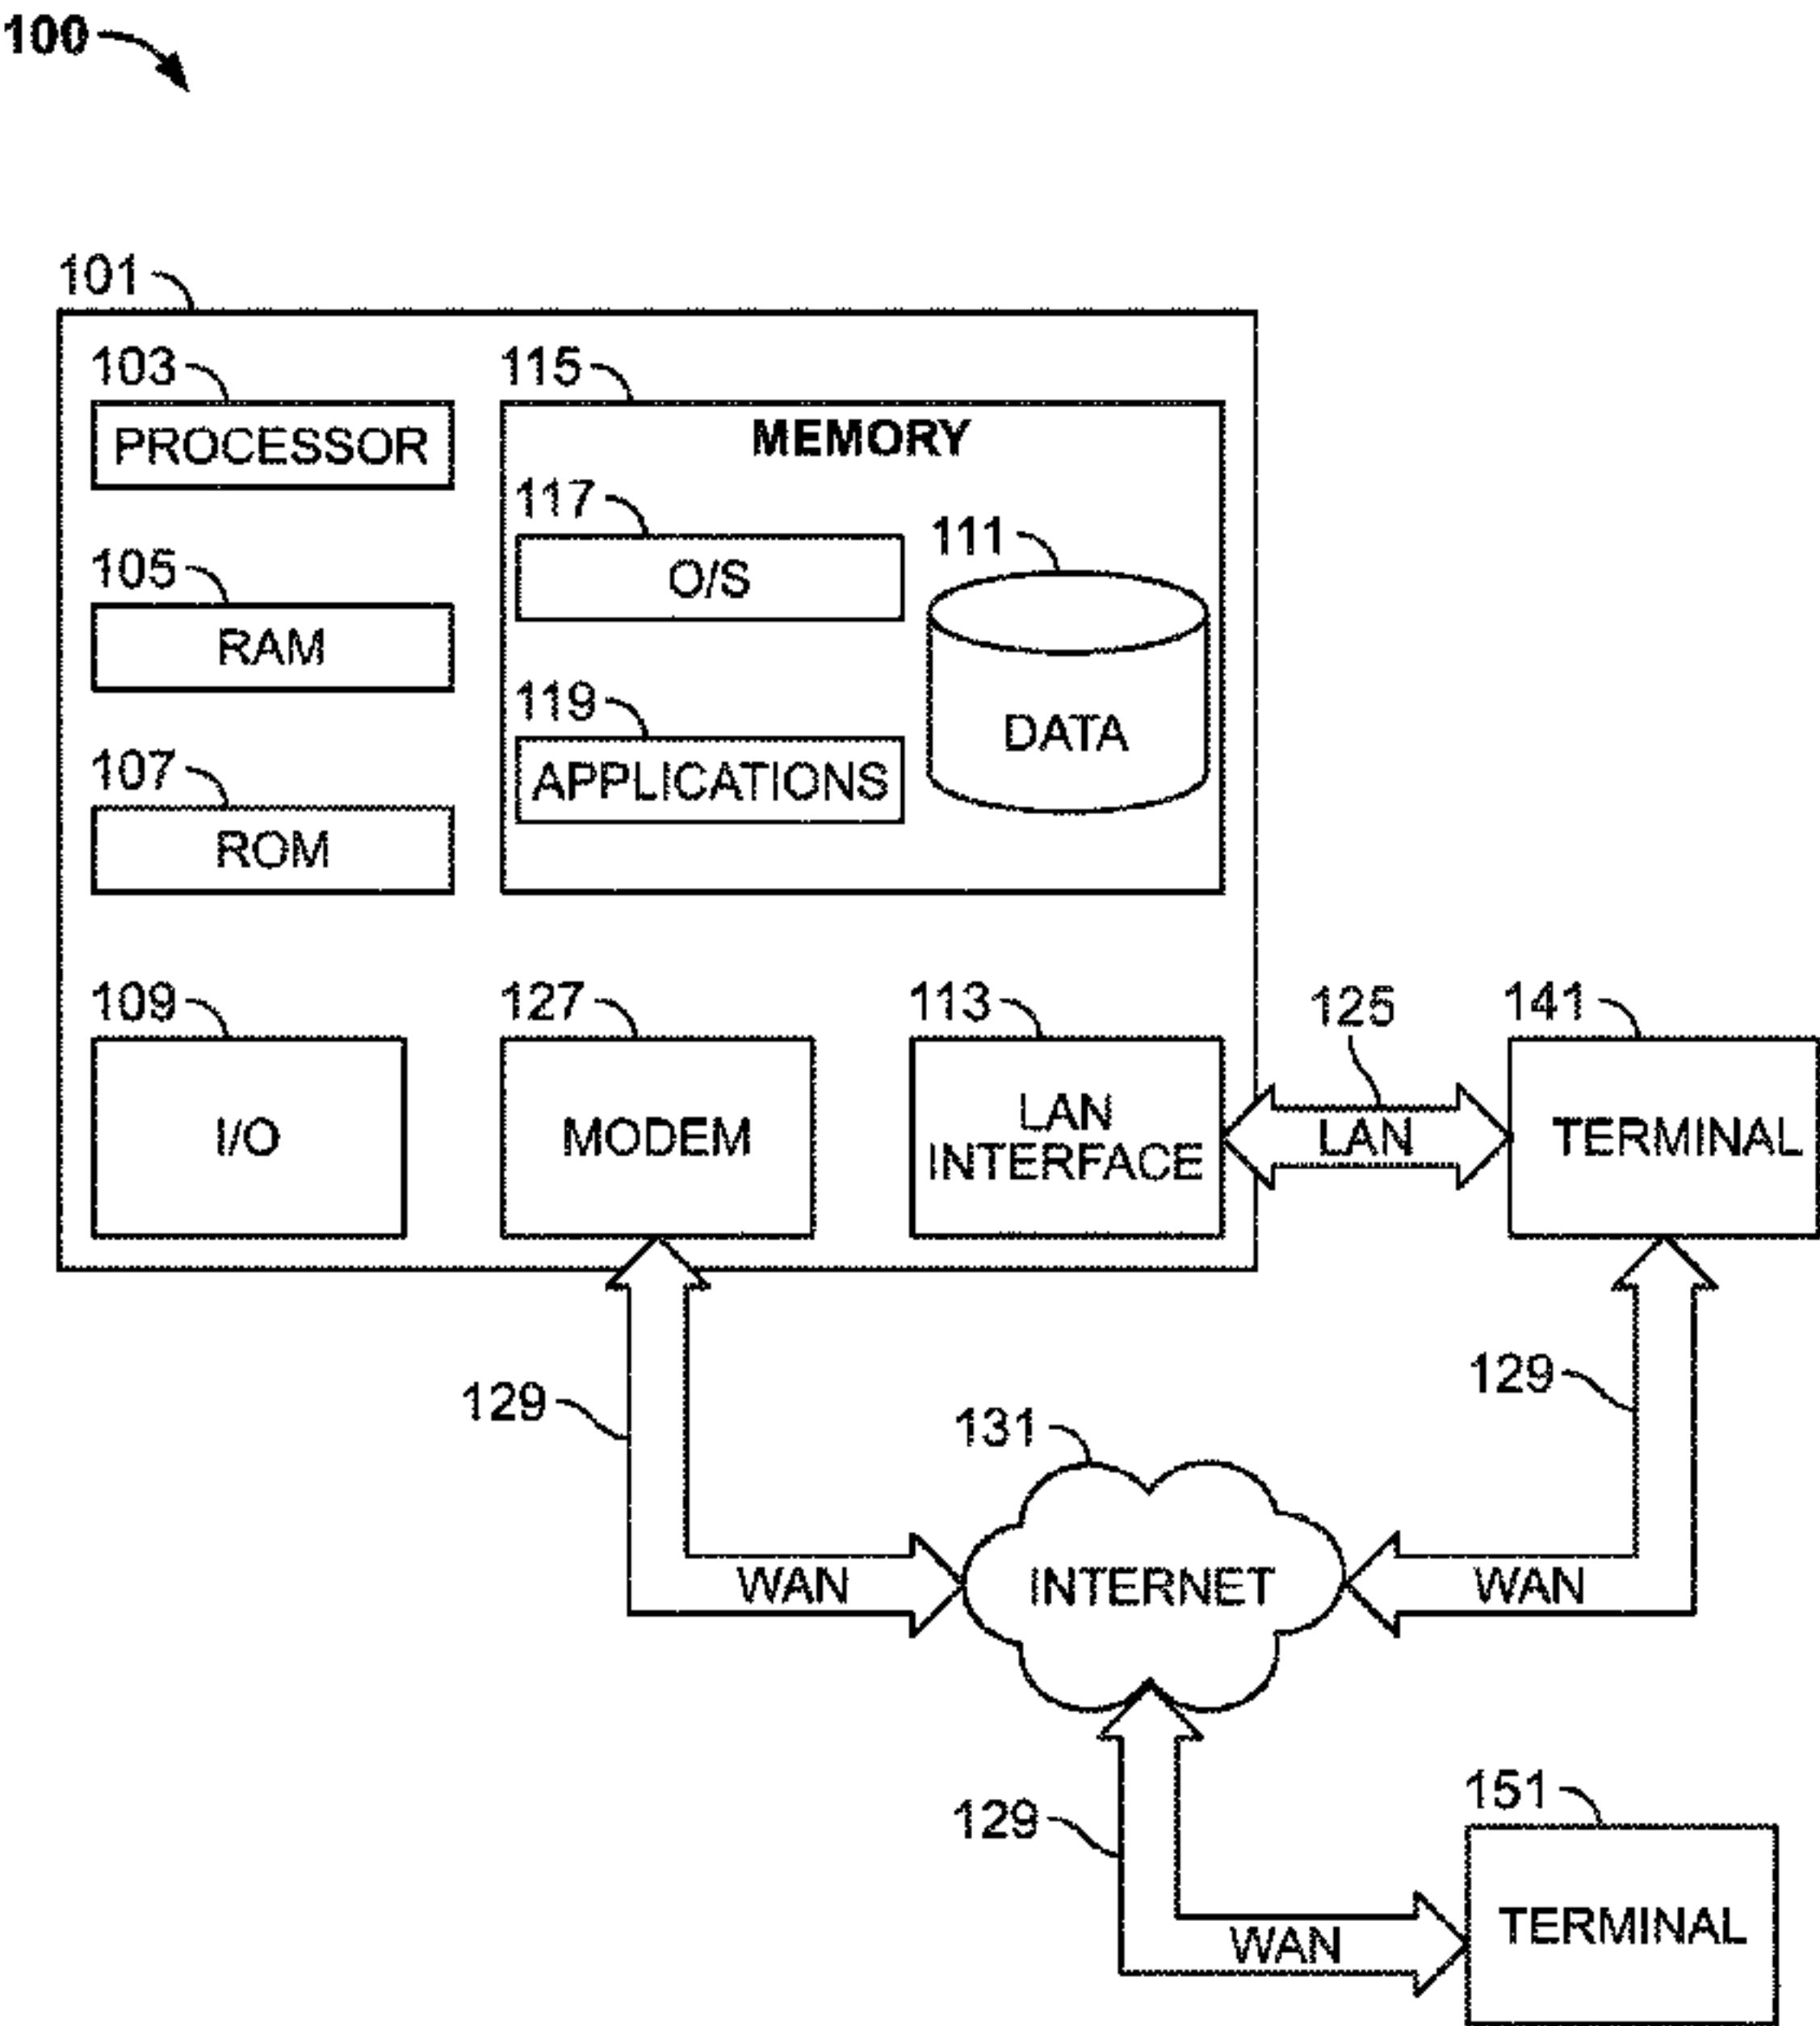 100
101
103
PROCESSOR
105
RAM
107
ROM
115
MEMORY
117
O/S
111
DATA
119
APPLICATIONS
109
I/O
127
MODEM
113
LAN
INTERFACE
125
LAN
141
TERMINAL
129
WAN
131
INTERNET
129
WAN
129
WAN
151
TERMINAL